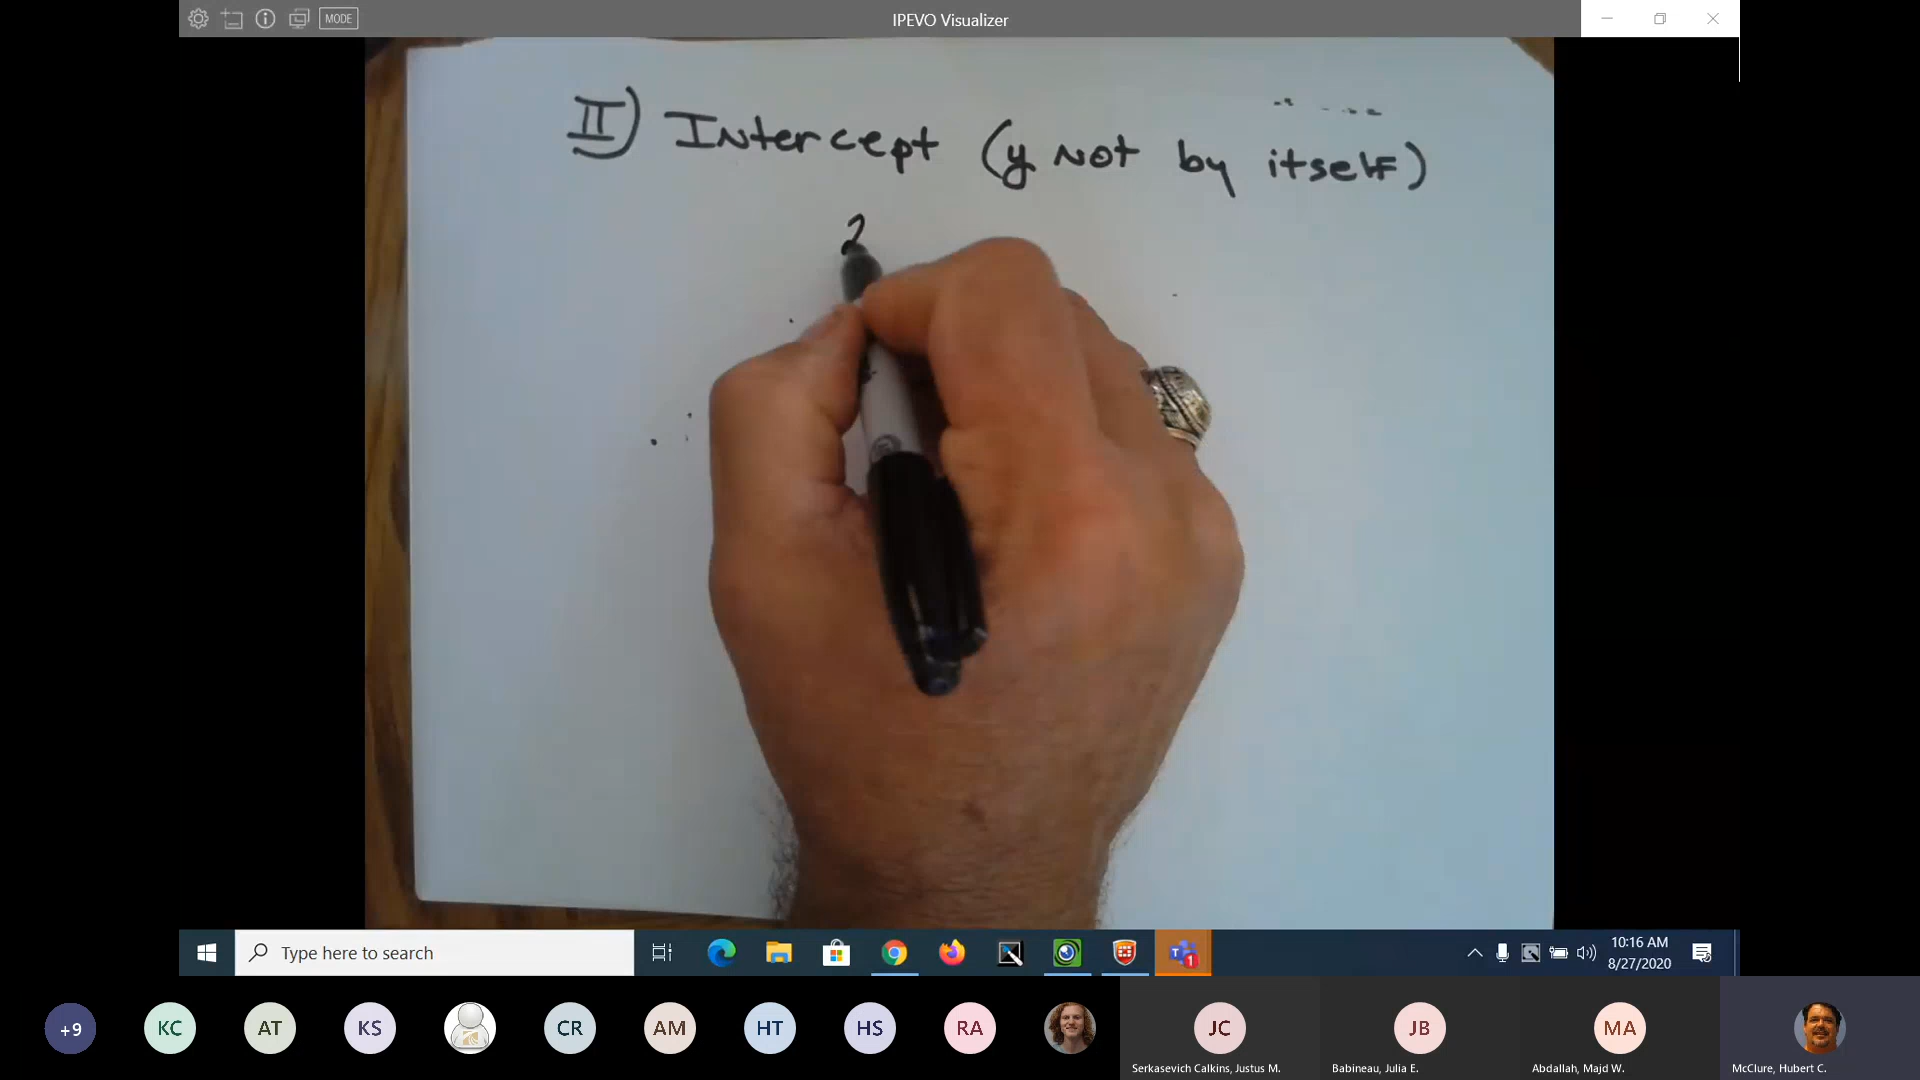 MODE
IPEVO Visualizer
II) Intercept (y not by itself)
2
Type here to search
1
10:16 AM
8/27/2020
+9
KC
AT
KS
CR
AM
HT
HS
RA
JC
JB
MA
Serkasevich Calkins, Justus M.
Babineau, Julia E.
Abdallah, Majd W.
McClure, Hubert C.